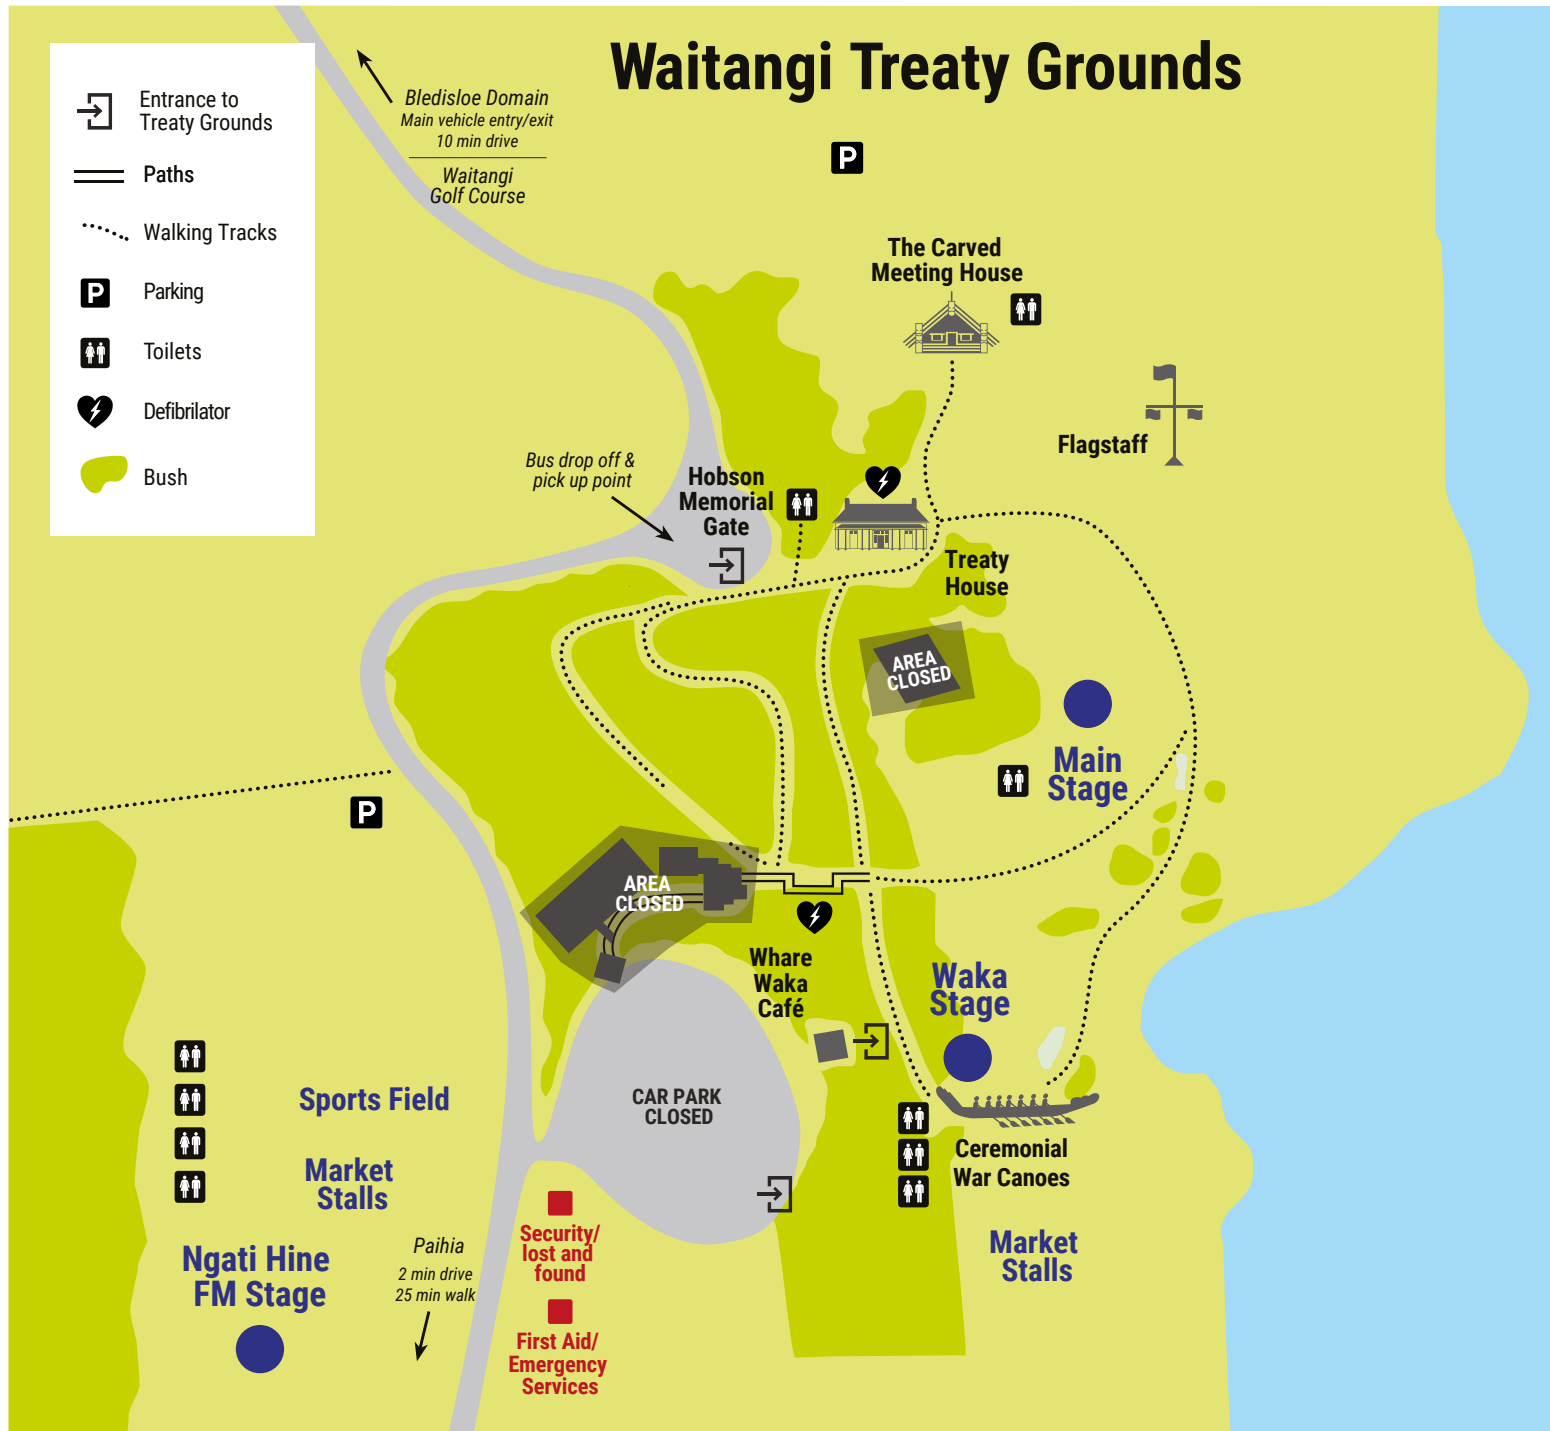 Waitangi Treaty Grounds
Entrance to
Treaty Grounds
Paths
Walking Tracks
P
Parking
Toilets
Defibrilator
Bush
Bledisloe Domain
Main vehicle entry/exit
10 min drive
Waitangi
Golf Course
P
The Carved
Meeting House
Flagstaff
Bus drop off &
pick up point
Hobson
Memorial
Gate
Treaty
House
AREA
CLOSED
Main
Stage
P
AREA
CLOSED
Whare
Waka
Café
Waka
Stage
CAR PARK
CLOSED
Sports Field
Market
Stalls
Ngati Hine
FM Stage
Paihia
2 min drive
25 min walk
Security/
lost and
found
First Aid/
Emergency
Services
Ceremonial
War Canoes
Market
Stalls